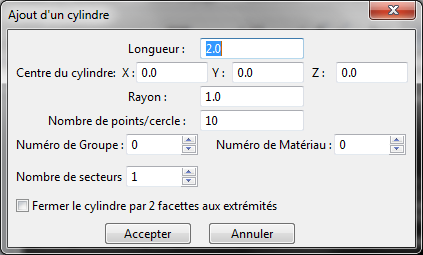 Ajout d'un cylindre
Longueur : 2.0
Centre du cylindre: X : 0.0 Y : 0.0 Z : 0.0
Rayon : 1.0
Nombre de points/cercle : 10
Numéro de Groupe : 0 Numéro de Matériau : 0
Nombre de secteurs 1
Fermer le cylindre par 2 facettes aux extrémités
Accepter Annuler